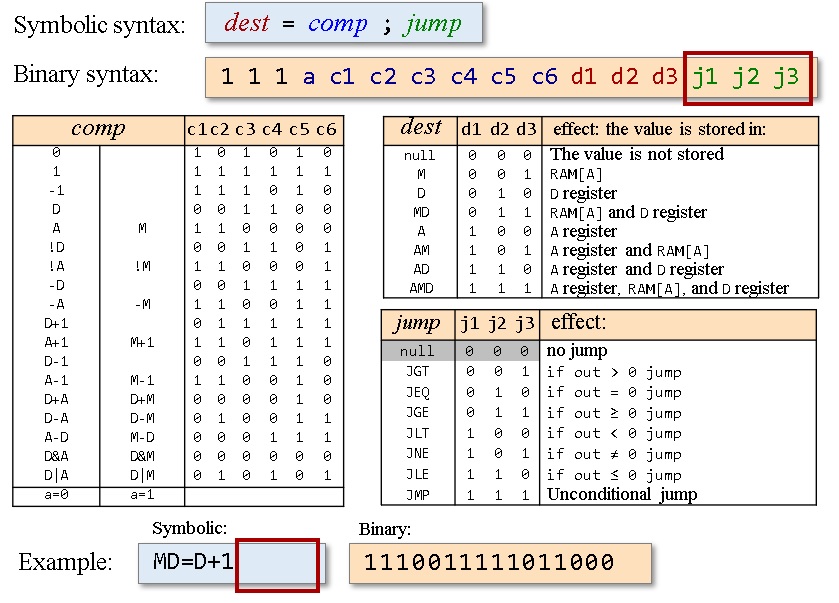 Symbolic syntax: dest = comp ; jump
Binary syntax: 1 1 1 a c1 c2 c3 c4 c5 c6 d1 d2 d3 j1 j2 j3
comp c1 c2 c3 c4 c5 c6
0 1 0 1 0 1 0
1 1 1 1 1 1 1
-1 1 1 1 0 1 0
D 0 0 1 1 0 0
A M 1 1 0 0 0 0
!D 0 0 1 1 0 1
!A !M 1 1 0 0 0 1
-D 0 0 1 1 1 1
-A -M 1 1 0 0 1 1
D+1 0 1 1 1 1 1
A+1 M+1 1 1 0 1 1 1
D-1 0 0 1 1 1 0
A-1 M-1 1 1 0 0 1 0
D+A D+M 0 0 0 0 1 0
D-A D-M 0 1 0 0 1 1
A-D M-D 0 0 0 1 1 1
D&A D&M 0 0 0 0 0 0
D|A D|M 0 1 0 1 0 1
a=0 a=1
dest d1 d2 d3 effect: the value is stored in:
null 0 0 0 The value is not stored
M 0 0 1 RAM[A]
D 0 1 0 D register
MD 0 1 1 RAM[A] and D register
A 1 0 0 A register
AM 1 0 1 A register and RAM[A]
AD 1 1 0 A register and D register
AMD 1 1 1 A register, RAM[A], and D register
jump j1 j2 j3 effect:
null 0 0 0 no jump
JGT 0 0 1 if out > 0 jump
JEQ 0 1 0 if out = 0 jump
JGE 0 1 1 if out ≥ 0 jump
JLT 1 0 0 if out < 0 jump
JNE 1 0 1 if out ≠ 0 jump
JLE 1 1 0 if out ≤ 0 jump
JMP 1 1 1 Unconditional jump
Symbolic: Binary:
Example: MD=D+1 1110011111011000